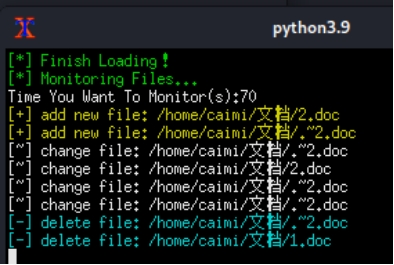 python3.9
[*] Finish Loading!
[*] Monitoring Files...
Time You Want To Monitor(s):70
[+] add new file: /home/caimi/文档/2.doc
[+] add new file: /home/caimi/文档/.~2.doc
[~] change file: /home/caimi/文档/.~2.doc
[~] change file: /home/caimi/文档/2.doc
[~] change file: /home/caimi/文档/.~2.doc
[~] change file: /home/caimi/文档/.~2.doc
[-] delete file: /home/caimi/文档/.~2.doc
[-] delete file: /home/caimi/文档/1.doc